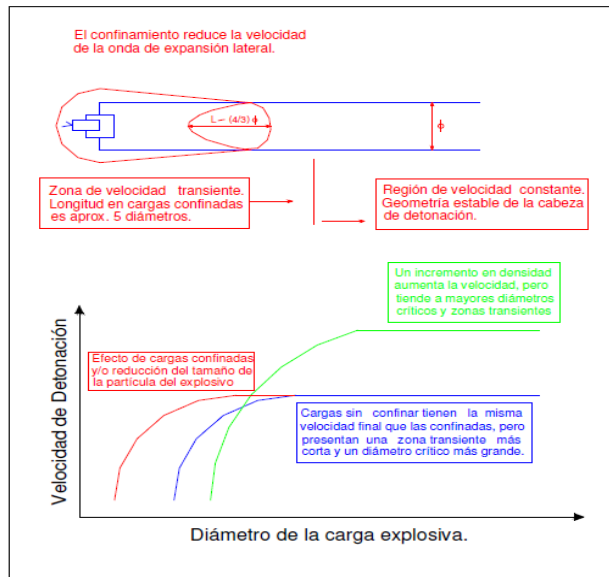 El confinamiento reduce la velocidad
de la onda de expansión lateral.
L= (4/3) ϕ
ϕ
Zona de velocidad transiente.
Longitud en cargas confinadas
es aprox. 5 diámetros.
Región de velocidad constante.
Geometría estable de la cabeza
de detonación.
Un incremento en densidad
aumenta la velocidad, pero
tiende a mayores diámetros
críticos y zonas transientes
Efecto de cargas confinadas
y/o reducción del tamaño de
la partícula del explosivo
Cargas sin confinar tienen la misma
velocidad final que las confinadas, pero
presentan una zona transiente más
corta y un diámetro crítico más grande.
Velocidad de Detonación
Diámetro de la carga explosiva.